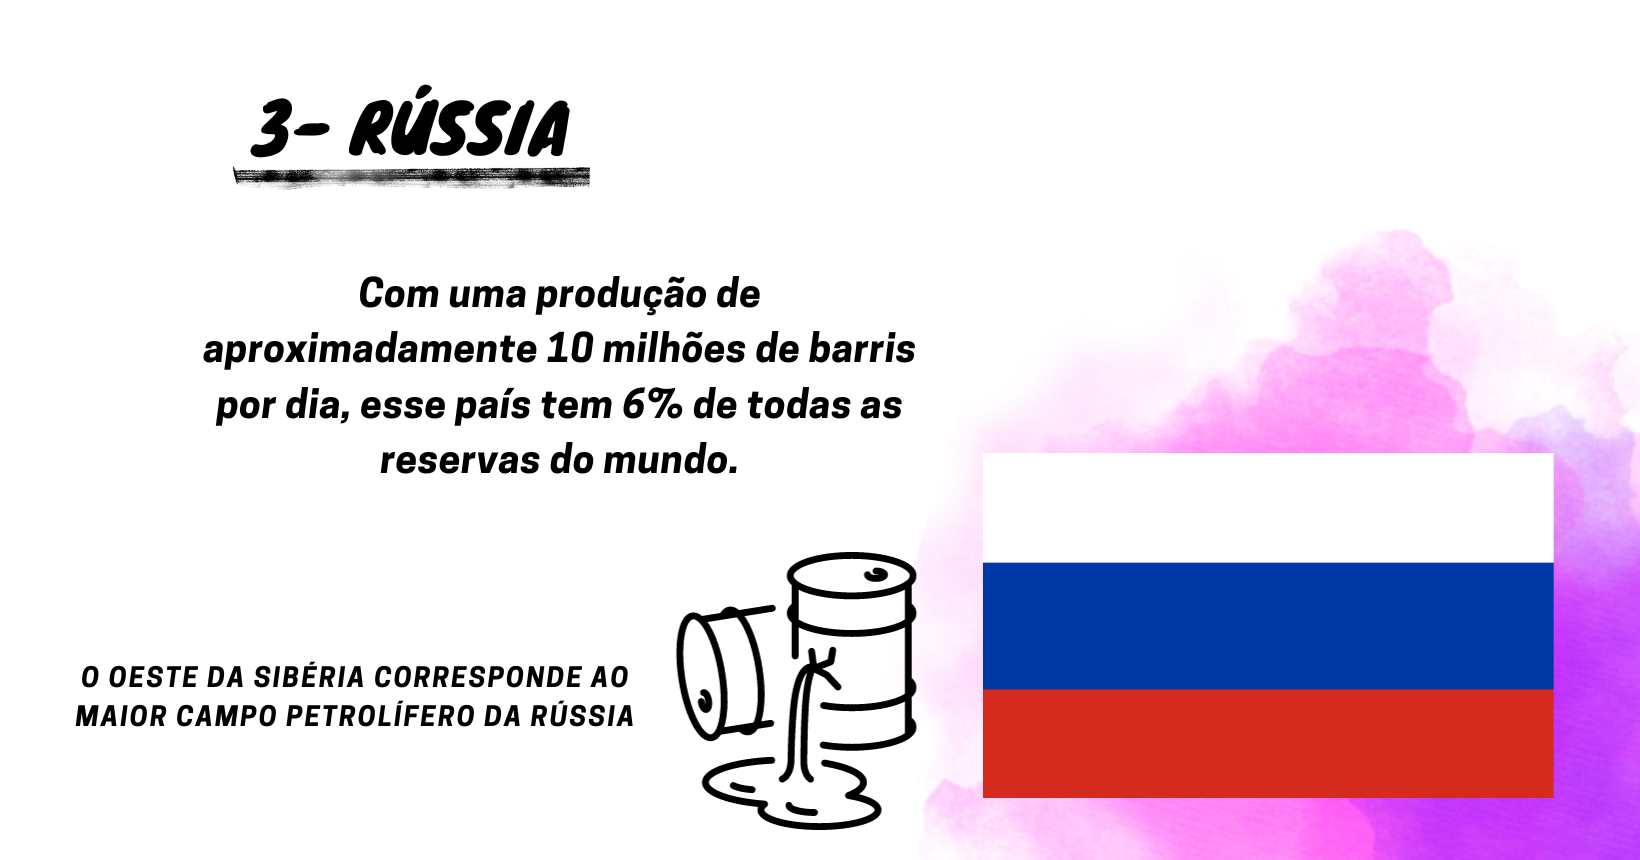 3- RÚSSIA
Com uma produção de
aproximadamente 10 milhões de barris
por dia, esse país tem 6% de todas as
reservas do mundo.
O OESTE DA SIBÉRIA CORRESPONDE AO
MAIOR CAMPO PETROLÍFERO DA RÚSSIA